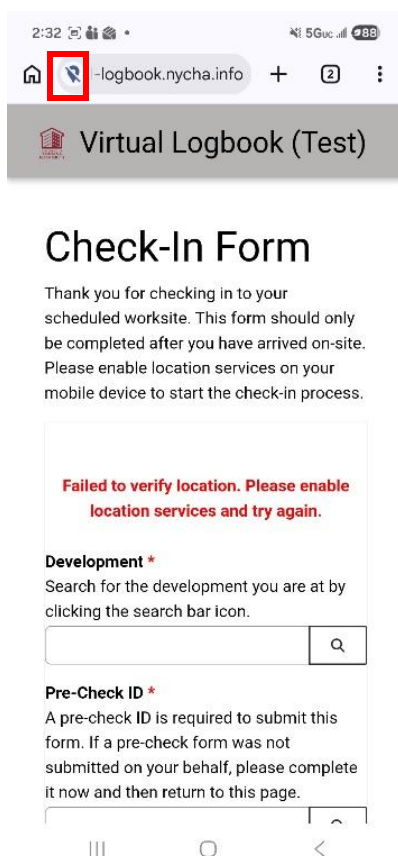 2:32
5Guc 88
-logbook.nycha.info
2
Virtual Logbook (Test)
Check-In Form
Thank you for checking in to your
scheduled worksite. This form should only
be completed after you have arrived on-site.
Please enable location services on your
mobile device to start the check-in process.
Failed to verify location. Please enable
location services and try again.
Development *
Search for the development you are at by
clicking the search bar icon.
Pre-Check ID *
A pre-check ID is required to submit this
form. If a pre-check form was not
submitted on your behalf, please complete
it now and then return to this page.